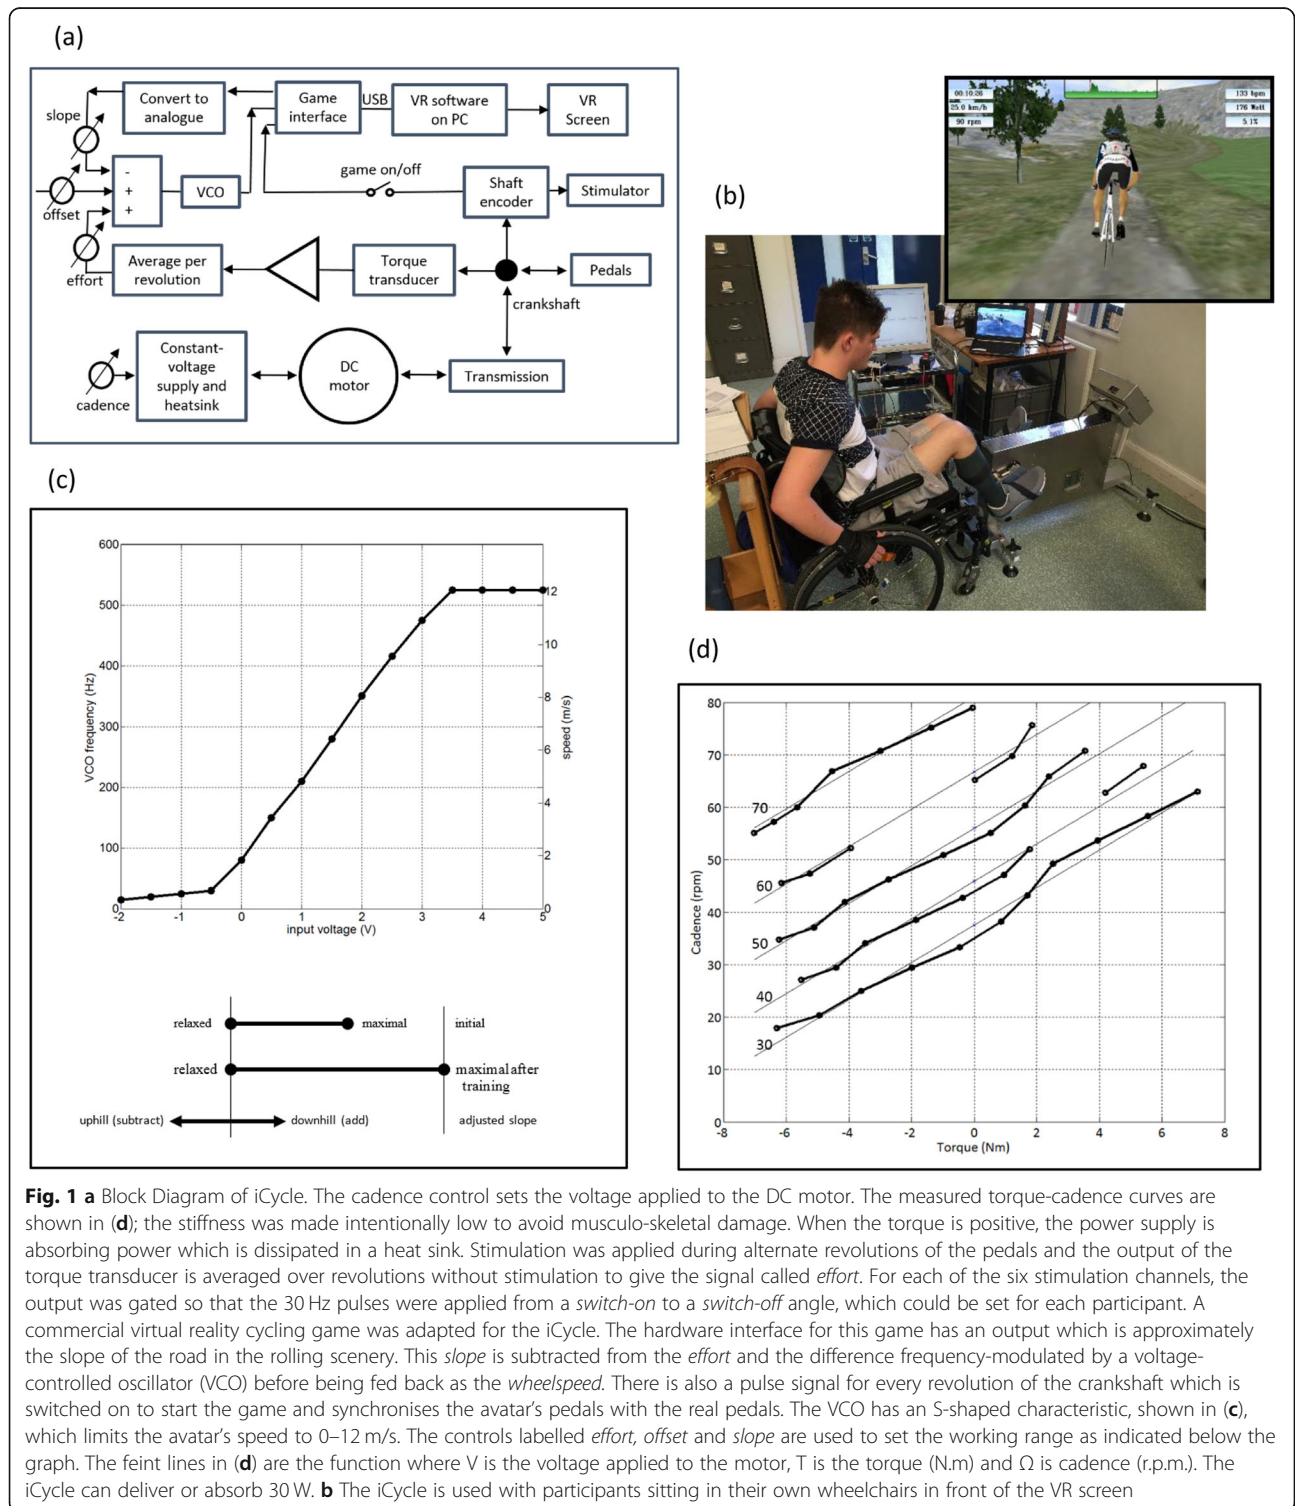 (a)
slope
Convert to
analogue
Game
interface
USB
VR software
on PC
VR
Screen
-
+
+
offset
VCO
game on/off
Shaft
encoder
Stimulator
effort
Average per
revolution
Torque
transducer
Pedals
crankshaft
cadence
Constant-
voltage
supply and
heatsink
DC
motor
Transmission
(b)
00:10:26
25.0 km/h
90 rpm
133 bpm
176 Watt
5.1%
(c)
VCO frequency (Hz)
600
500
400
300
200
100
0
-2 -1 0 1 2 3 4 5
input voltage (V)
12
10
8
6
4
2
0
speed (m/s)
relaxed maximal initial
relaxed maximal after
training
uphill (subtract) downhill (add) adjusted slope
(d)
Cadence (rpm)
80
70
60
50
40
30
20
10
0
70
60
50
40
30
-8 -6 -4 -2 0 2 4 6 8
Torque (Nm)
Fig. 1 a Block Diagram of iCycle. The cadence control sets the voltage applied to the DC motor. The measured torque-cadence curves are
shown in (d); the stiffness was made intentionally low to avoid musculo-skeletal damage. When the torque is positive, the power supply is
absorbing power which is dissipated in a heat sink. Stimulation was applied during alternate revolutions of the pedals and the output of the
torque transducer is averaged over revolutions without stimulation to give the signal called effort. For each of the six stimulation channels, the
output was gated so that the 30 Hz pulses were applied from a switch-on to a switch-off angle, which could be set for each participant. A
commercial virtual reality cycling game was adapted for the iCycle. The hardware interface for this game has an output which is approximately
the slope of the road in the rolling scenery. This slope is subtracted from the effort and the difference frequency-modulated by a voltage-
controlled oscillator (VCO) before being fed back as the wheelspeed. There is also a pulse signal for every revolution of the crankshaft which is
switched on to start the game and synchronises the avatar's pedals with the real pedals. The VCO has an S-shaped characteristic, shown in (c),
which limits the avatar's speed to 0–12 m/s. The controls labelled effort, offset and slope are used to set the working range as indicated below the
graph. The feint lines in (d) are the function where V is the voltage applied to the motor, T is the torque (N.m) and Ω is cadence (r.p.m.). The
iCycle can deliver or absorb 30 W. b The iCycle is used with participants sitting in their own wheelchairs in front of the VR screen